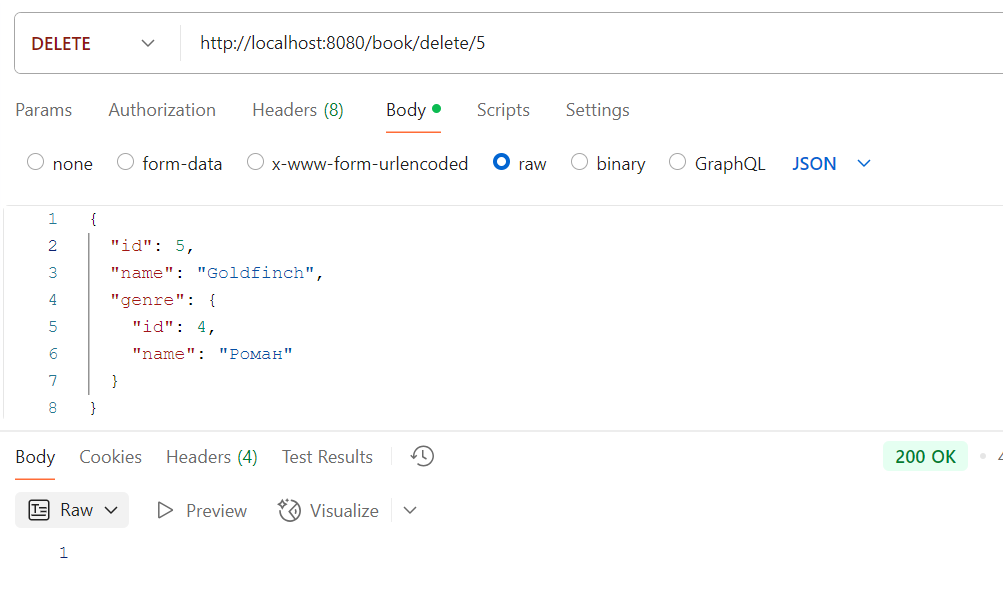 DELETE http://localhost:8080/book/delete/5
Params Authorization Headers (8) Body Scripts Settings
none form-data x-www-form-urlencoded raw binary GraphQL JSON
1 {
2 "id": 5,
3 "name": "Goldfinch",
4 "genre": {
5 "id": 4,
6 "name": "Роман"
7 }
8 }
Body Cookies Headers (4) Test Results 200 OK
Raw Preview Visualize
1